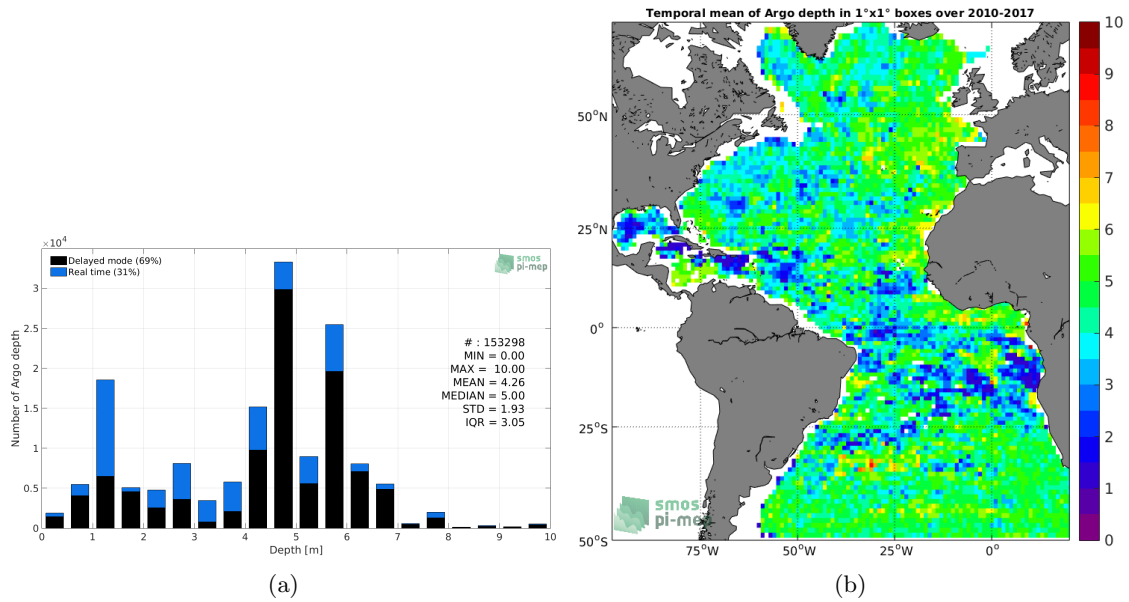 ×10⁴
Delayed mode (69%)
Real time (31%)
smos
pi-mep
# : 153298
MIN = 0.00
MAX = 10.00
MEAN = 4.26
MEDIAN = 5.00
STD = 1.93
IQR = 3.05
Number of Argo depth
3
2.5
2
1.5
1
0.5
0
0 1 2 3 4 5 6 7 8 9 10
Depth [m]
(a)
Temporal mean of Argo depth in 1°x1° boxes over 2010-2017
50°N
25°N
0°
25°S
50°S
75°W 50°W 25°W 0°
smos
pi-mep
10
9
8
7
6
5
4
3
2
1
0
(b)